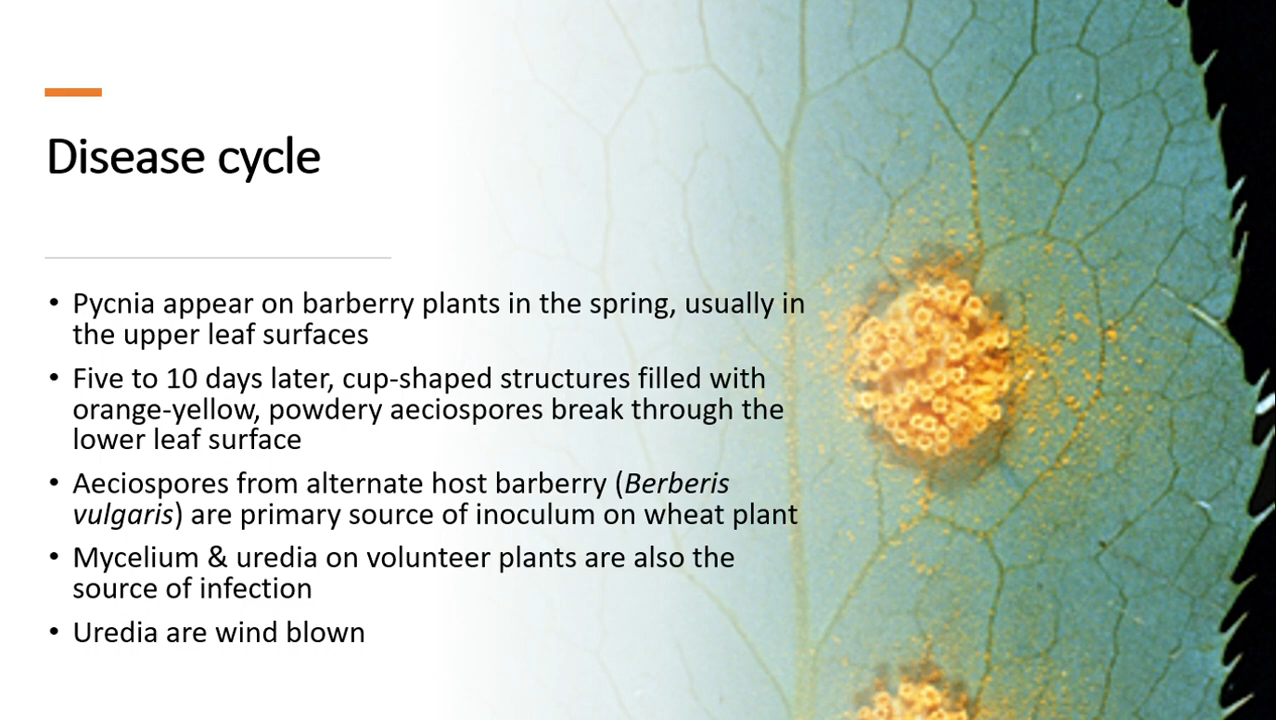 Disease cycle
• Pycnia appear on barberry plants in the spring, usually in
the upper leaf surfaces
• Five to 10 days later, cup-shaped structures filled with
orange-yellow, powdery aeciospores break through the
lower leaf surface
• Aeciospores from alternate host barberry (Berberis
vulgaris) are primary source of inoculum on wheat plant
• Mycelium & uredia on volunteer plants are also the
source of infection
• Uredia are wind blown